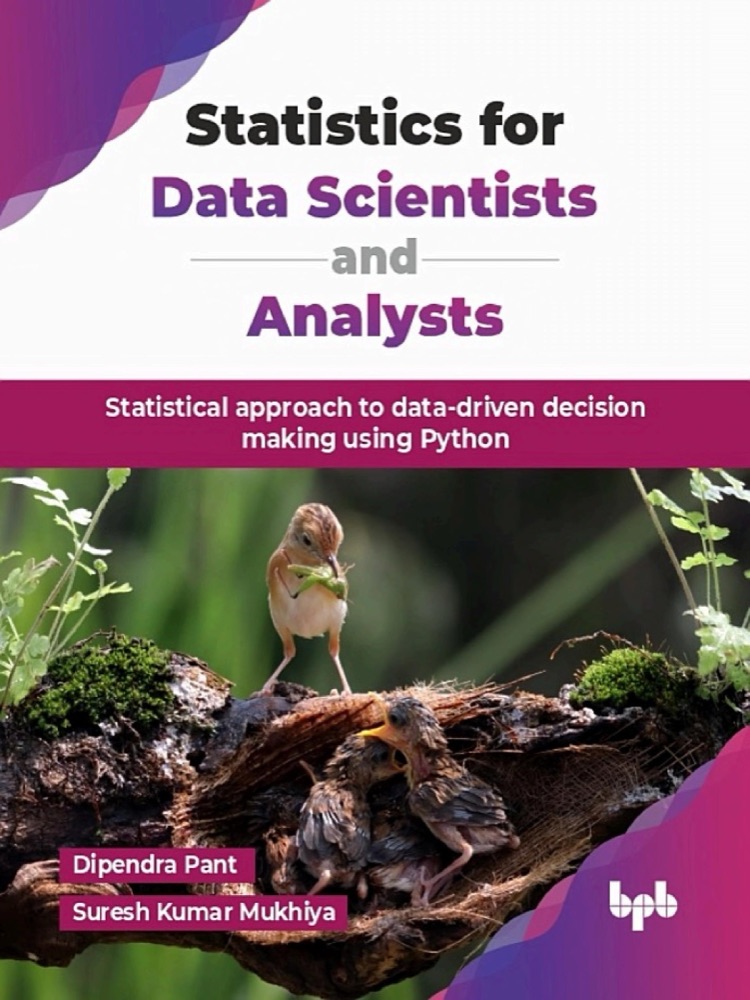 Statistics for
Data Scientists
and
Analysts
Statistical approach to data-driven decision
making using Python
Dipendra Pant
Suresh Kumar Mukhiya
bpb